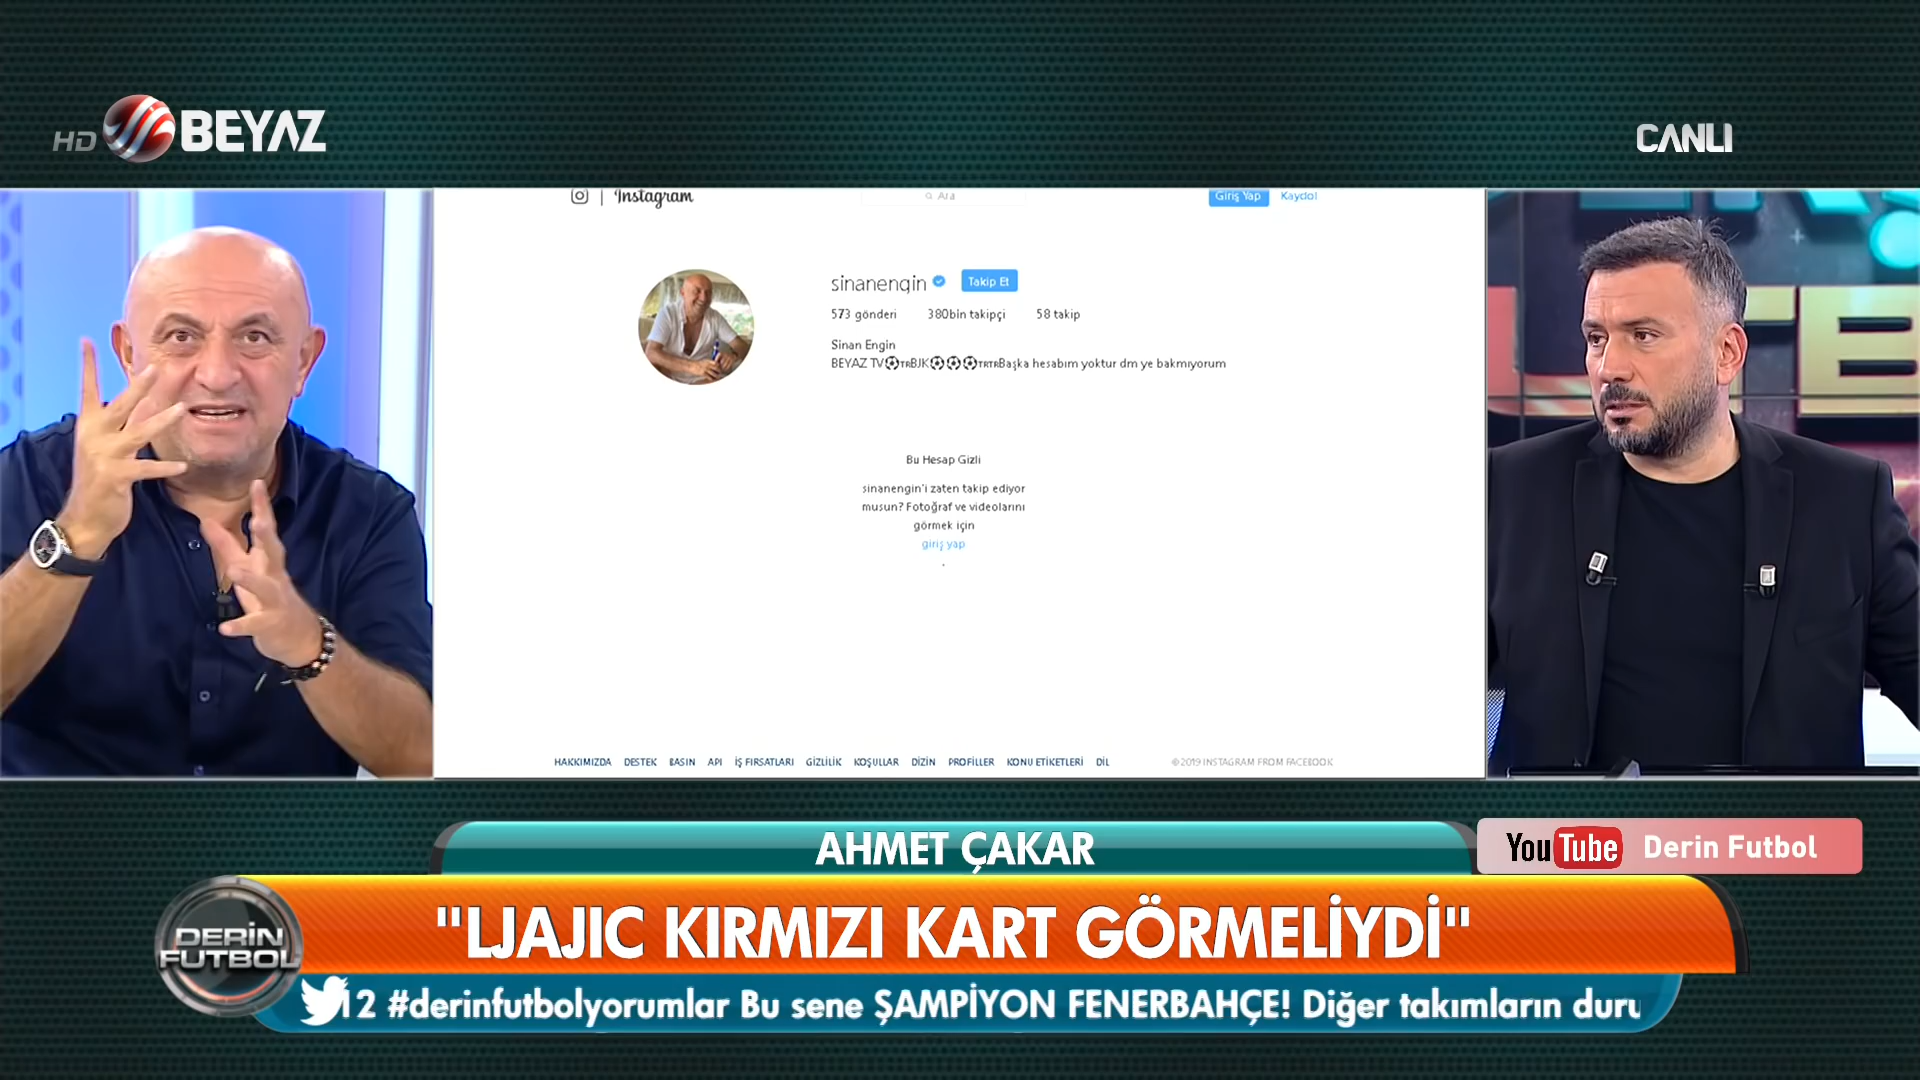 HD BEYAZ
CANLI
Instagram
Ara
Giriş Yap
Kaydol
sinanengin
Takip Et
573 gönderi 380bin takipçi 58 takip
Sinan Engin
BEYAZ TV⚽TRBJK⚽⚽⚽TRTRBaşka hesabım yoktur dm ye bakmıyorum
Bu Hesap Gizli
sinanengin'i zaten takip ediyor
musun? Fotoğraf ve videolarını
görmek için
giriş yap
.
HAKKIMIZDA DESTEK BASIN API İŞ FIRSATLARI GİZLİLİK KOŞULLAR DİZİN PROFİLLER KONU ETİKETLERİ DİL
© 2019 INSTAGRAM FROM FACEBOOK
AHMET ÇAKAR
YouTube Derin Futbol
"LJAJIC KIRMIZI KART GÖRMELİYDİ"
DERİN
FUTBOL
12 #derinfutbolyorumlar Bu sene ŞAMPİYON FENERBAHÇE! Diğer takımların duru